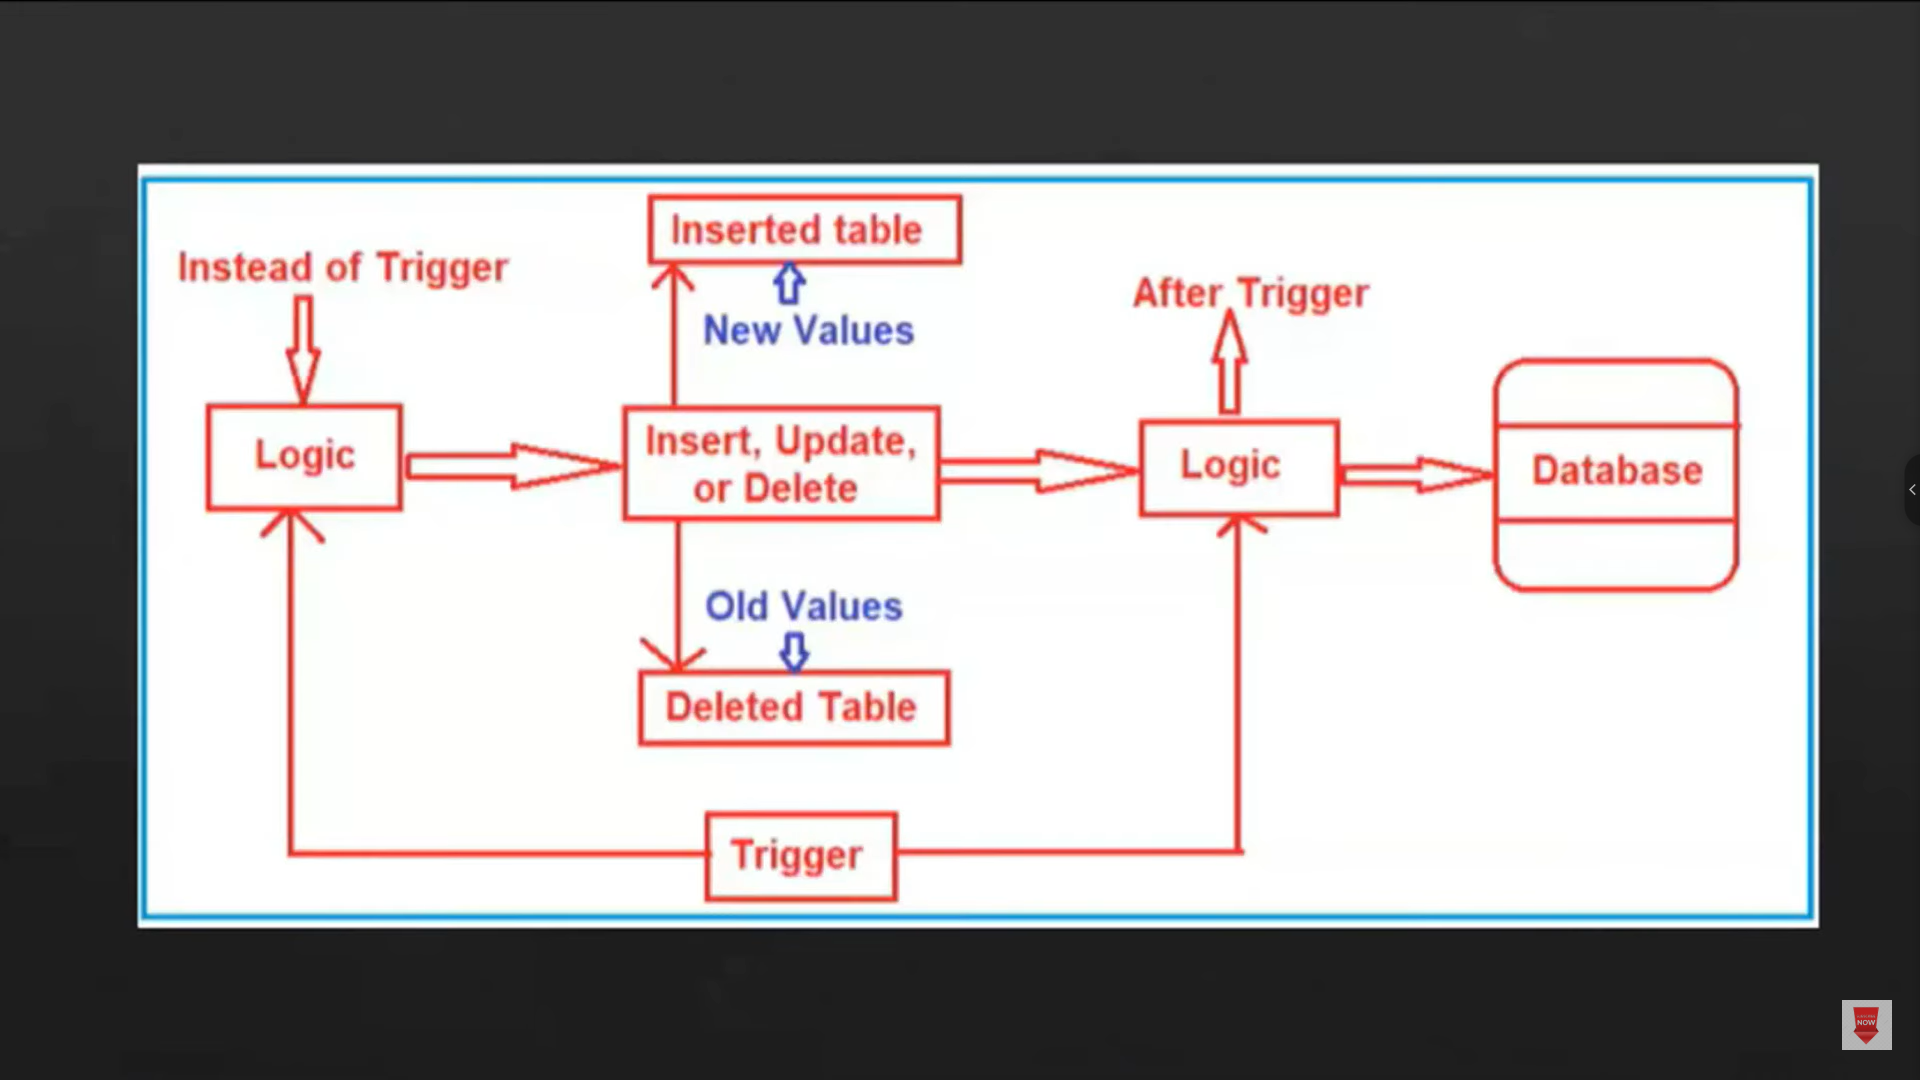 Inserted table
Instead of Trigger
New Values
After Trigger
Logic
Insert, Update,
or Delete
Logic
Database
Old Values
Deleted Table
Trigger
NOW